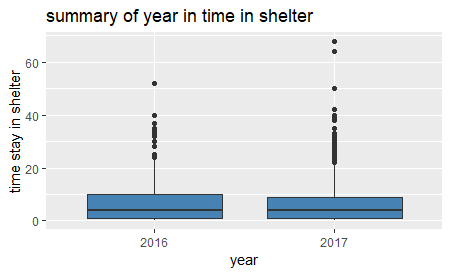 summary of year in time in shelter
time stay in shelter
60
40
20
0
2016
2017
year